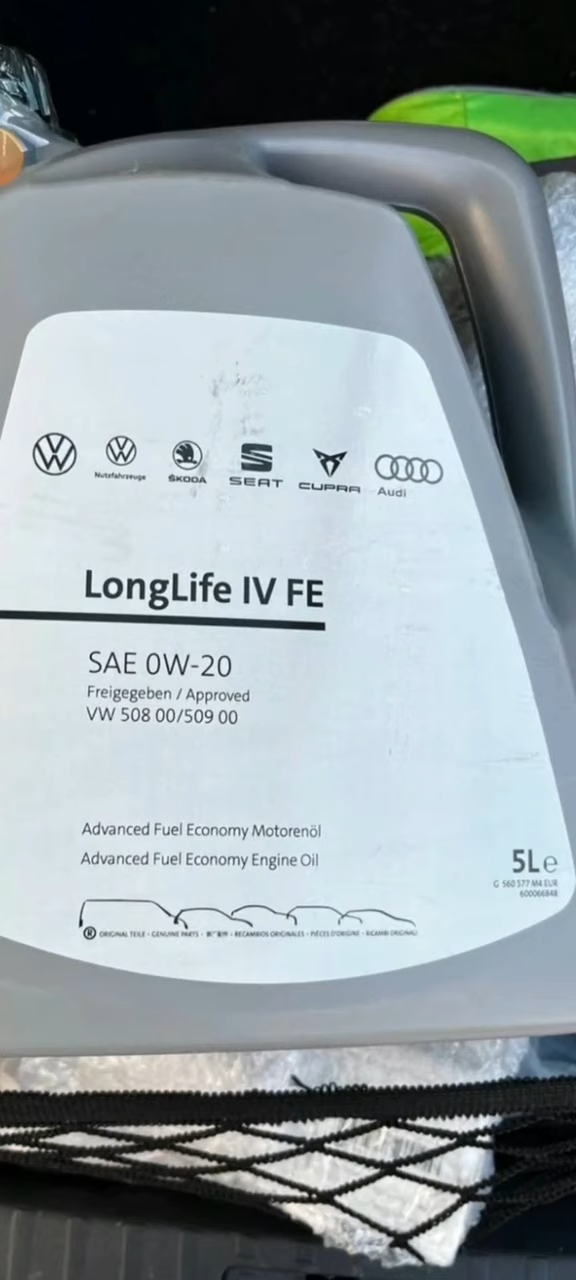 Nutzfahrzeuge
ŠKODA
SEAT
CUPRA
Audi
LongLife IV FE
SAE 0W-20
Freigegeben / Approved
VW 508 00/509 00
Advanced Fuel Economy Motorenöl
Advanced Fuel Economy Engine Oil
5L e
G 560 577 M4 EUR
600066848
® ORIGINAL TEILE • GENUINE PARTS • RECAMBIOS ORIGINALES • PIÈCES D'ORIGINE • RICAMBI ORIGINALI